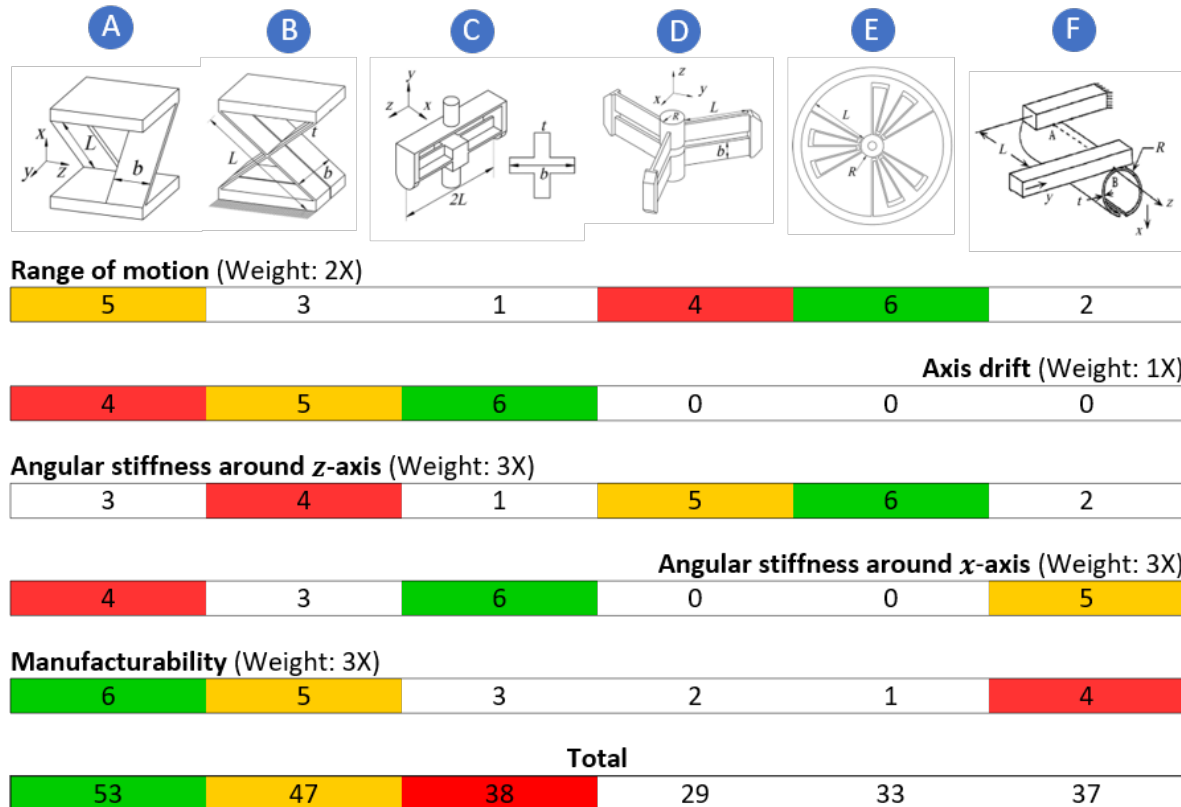 A B C D E F
x y z L b
L t b
y z x 2L t b
z y x R L b
L R
A L B t y R z x
Range of motion (Weight: 2X)
5 3 1 4 6 2
Axis drift (Weight: 1X)
4 5 6 0 0 0
Angular stiffness around z-axis (Weight: 3X)
3 4 1 5 6 2
Angular stiffness around x-axis (Weight: 3X)
4 3 6 0 0 5
Manufacturability (Weight: 3X)
6 5 3 2 1 4
Total
53 47 38 29 33 37